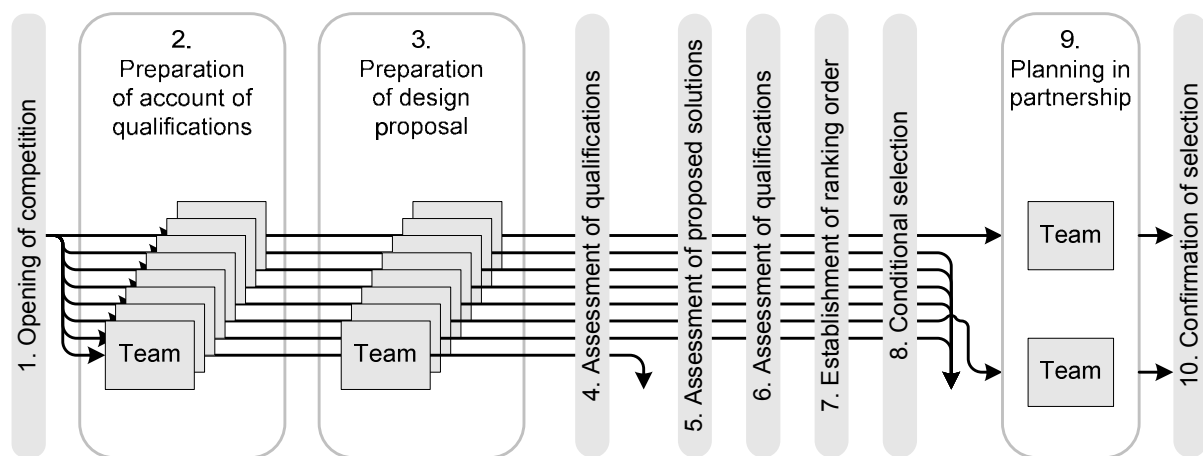 1. Opening of competition
2.
Preparation
of account of
qualifications
Team
3.
Preparation
of design
proposal
Team
4. Assessment of qualifications
5. Assessment of proposed solutions
6. Assessment of qualifications
7. Establishment of ranking order
8. Conditional selection
9.
Planning in
partnership
Team
Team
10. Confirmation of selection